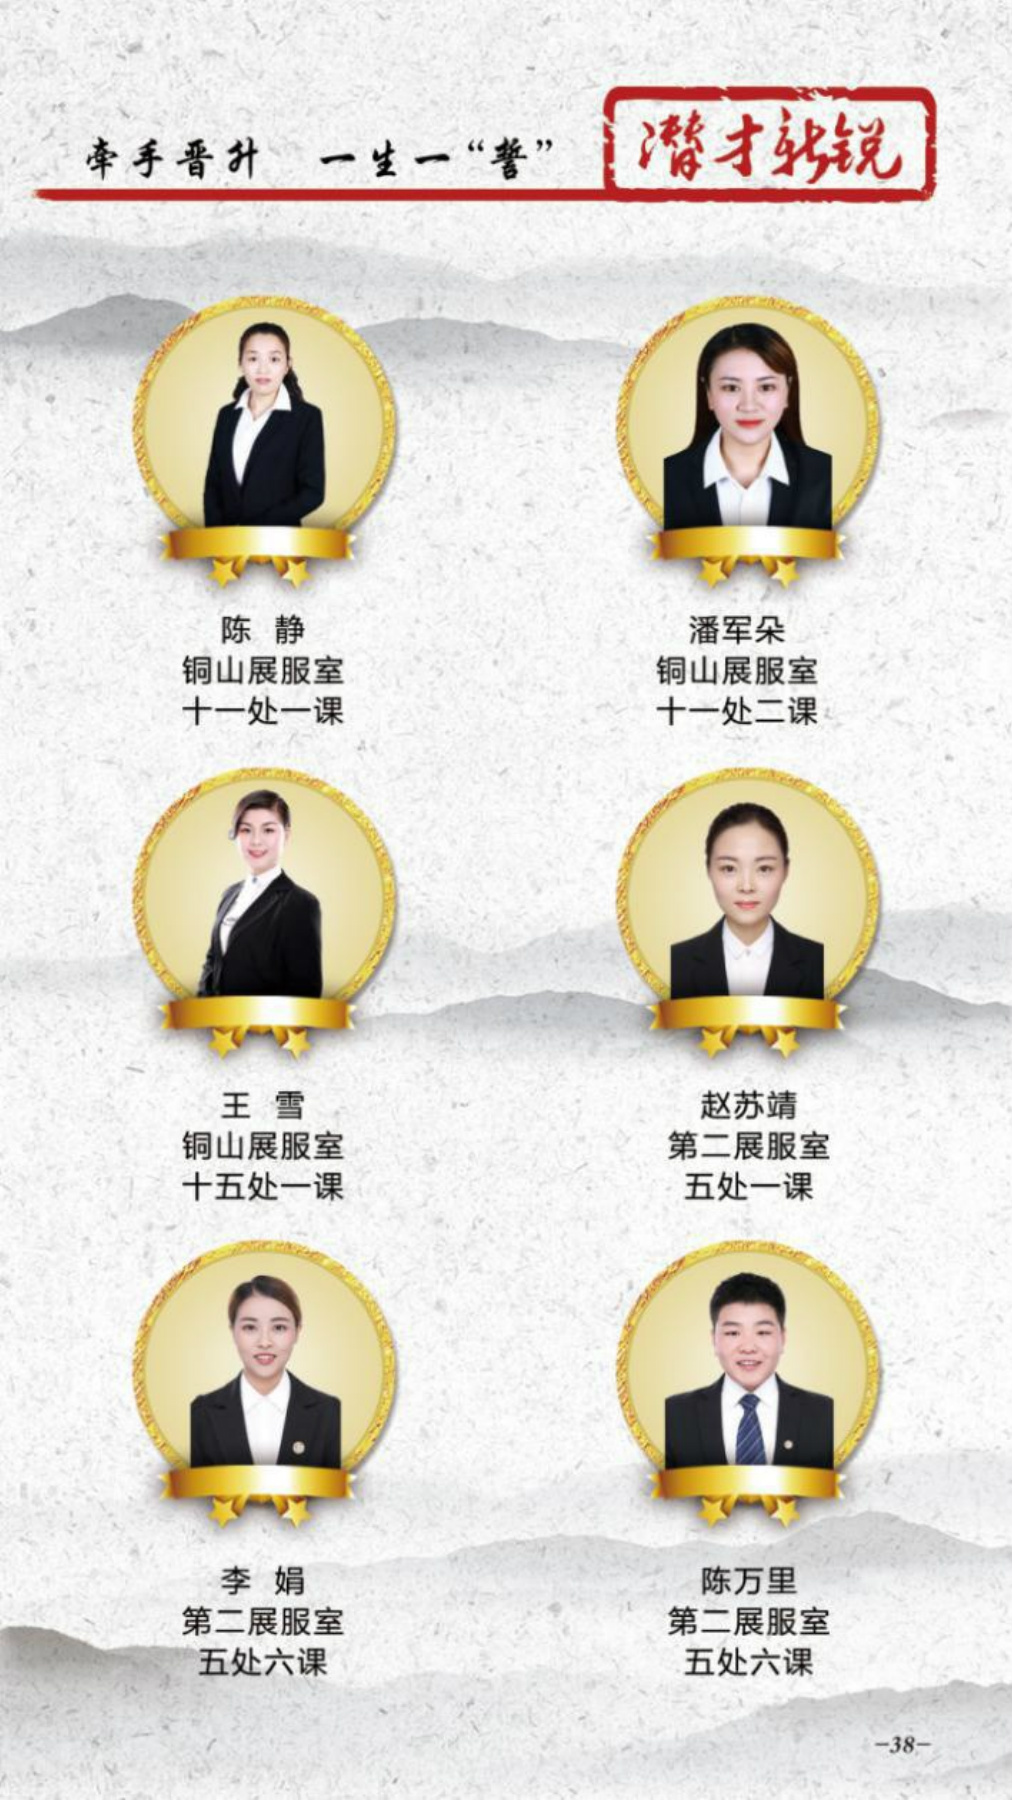 牵手晋升 一生一“誓”
潜才新锐
陈 静
铜山展服室
十一处一课
潘军朵
铜山展服室
十一处二课
王 雪
铜山展服室
十五处一课
赵苏靖
第二展服室
五处一课
李 娟
第二展服室
五处六课
陈万里
第二展服室
五处六课
-38-